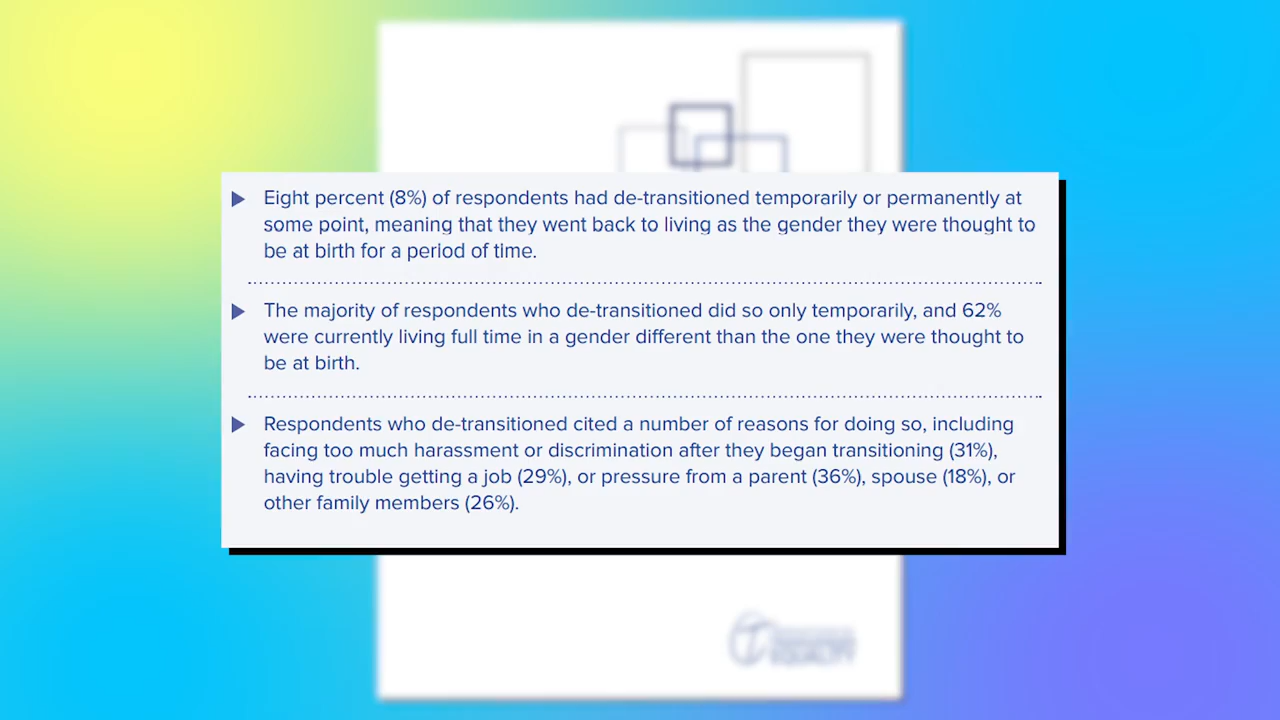 Eight percent (8%) of respondents had de-transitioned temporarily or permanently at
some point, meaning that they went back to living as the gender they were thought to
be at birth for a period of time.
The majority of respondents who de-transitioned did so only temporarily, and 62%
were currently living full time in a gender different than the one they were thought to
be at birth.
Respondents who de-transitioned cited a number of reasons for doing so, including
facing too much harassment or discrimination after they began transitioning (31%),
having trouble getting a job (29%), or pressure from a parent (36%), spouse (18%), or
other family members (26%).
EQUALITY